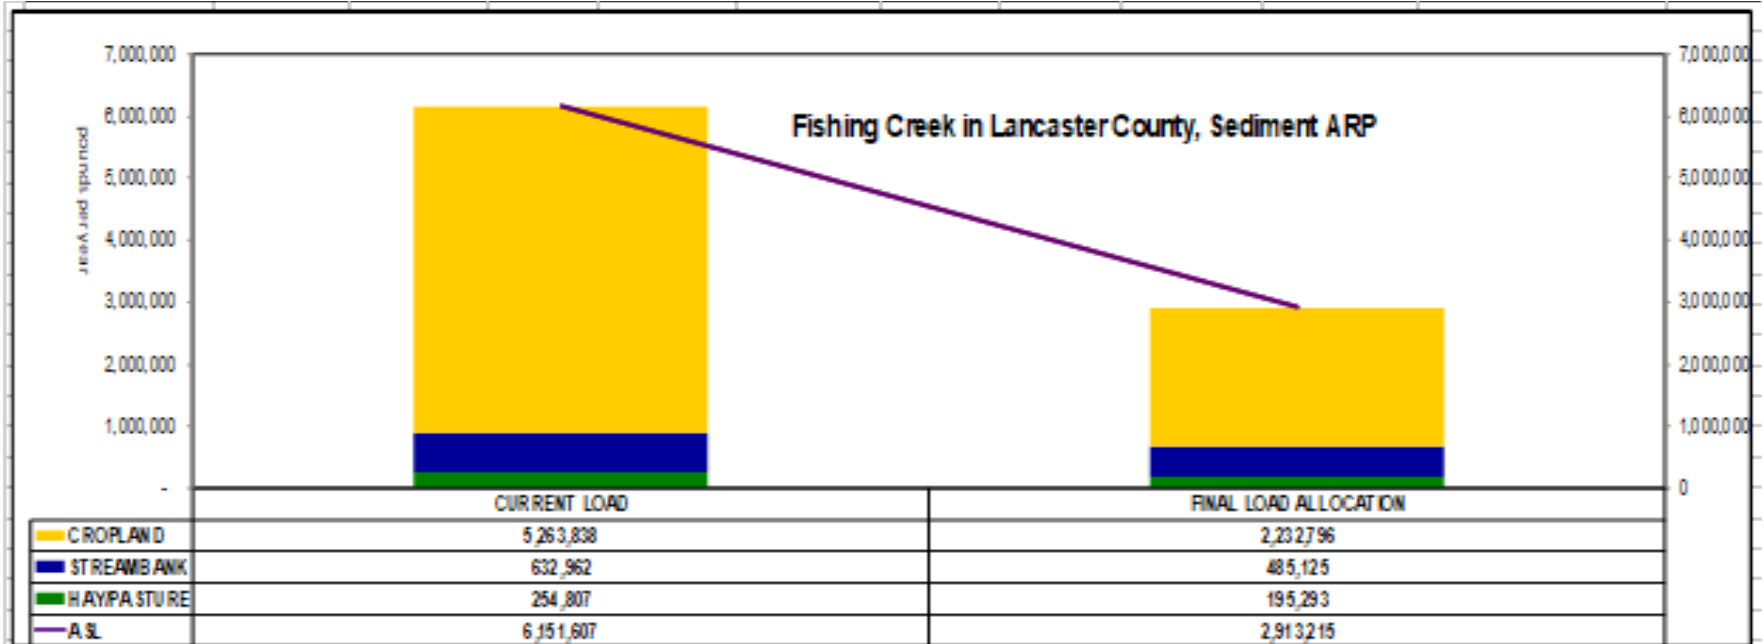 Fishing Creek in Lancaster County, Sediment ARP
pounds per year
7,000,000
6,000,000
5,000,000
4,000,000
3,000,000
2,000,000
1,000,000
-
7,000,000
6,000,000
5,000,000
4,000,000
3,000,000
2,000,000
1,000,000
0
CURRENT LOAD FINAL LOAD ALLOCATION
CROPLAND 5,263,838 2,232,796
STREAMBANK 632,962 485,125
HAY/PASTURE 254,807 195,293
ASL 6,151,607 2,913,215